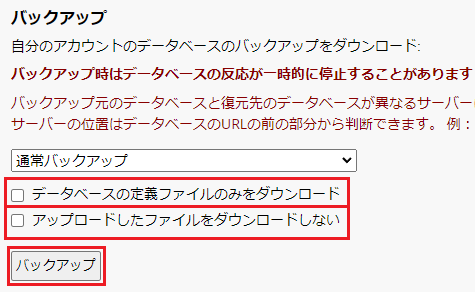 バックアップ
自分のアカウントのデータベースのバックアップをダウンロード:
バックアップ時はデータベースの反応が一時的に停止することがあります
バックアップ元のデータベースと復元先のデータベースが異なるサーバーに
サーバーの位置はデータベースのURLの前の部分から判断できます。 例：
通常バックアップ
データベースの定義ファイルのみをダウンロード
アップロードしたファイルをダウンロードしない
バックアップ